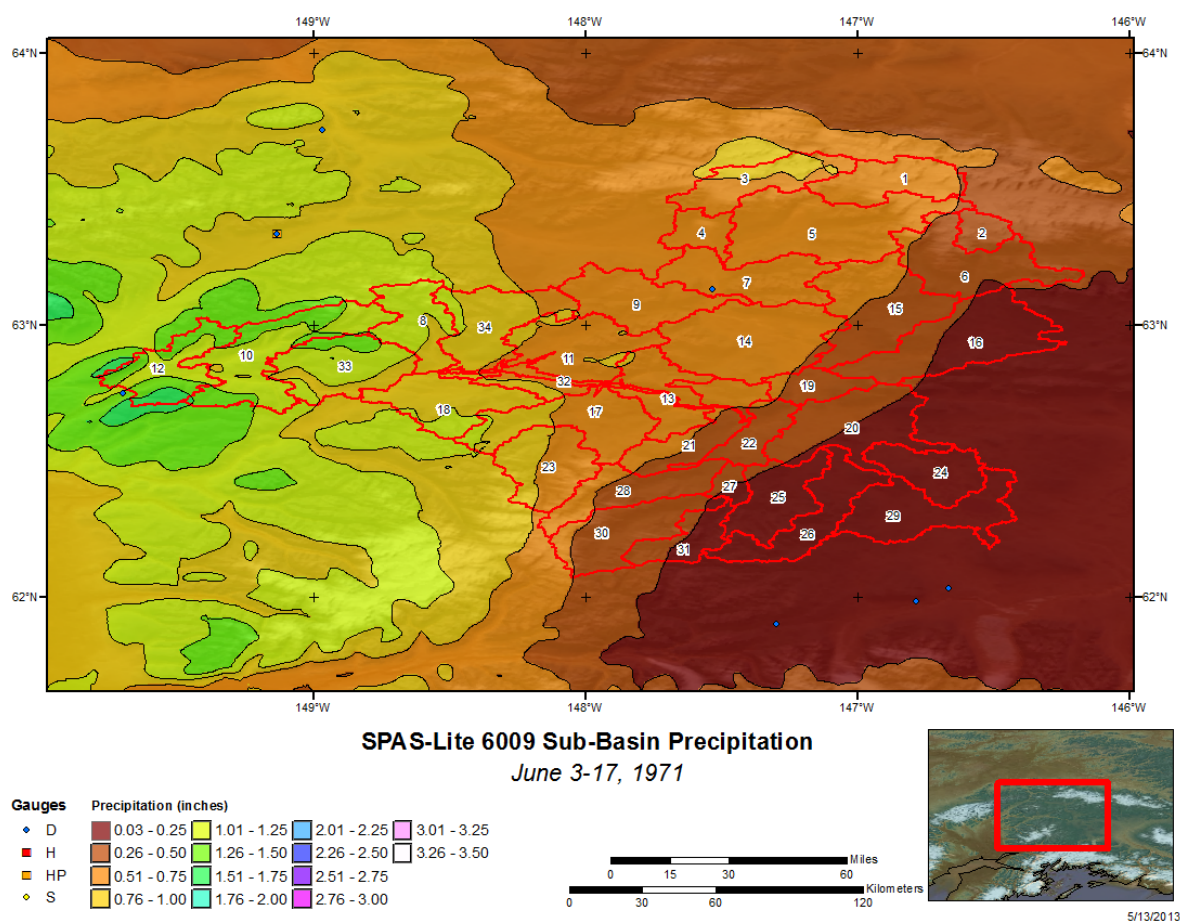 149°W 148°W 147°W 146°W
64°N 64°N
3 1
4 5 2
7 6
9 15
63°N 8 34 63°N
14 16
10 11
12 33
32 19
13
18 17 20
21 22
23 24
28 27 25
29
30 26
31
62°N 62°N
149°W 148°W 147°W 146°W
SPAS-Lite 6009 Sub-Basin Precipitation
June 3-17, 1971
Gauges Precipitation (inches)
D 0.03 - 0.25 1.01 - 1.25 2.01 - 2.25 3.01 - 3.25
H 0.26 - 0.50 1.26 - 1.50 2.26 - 2.50 3.26 - 3.50
HP 0.51 - 0.75 1.51 - 1.75 2.51 - 2.75
S 0.76 - 1.00 1.76 - 2.00 2.76 - 3.00
Miles
0 15 30 60
Kilometers
0 30 60 120
5/13/2013